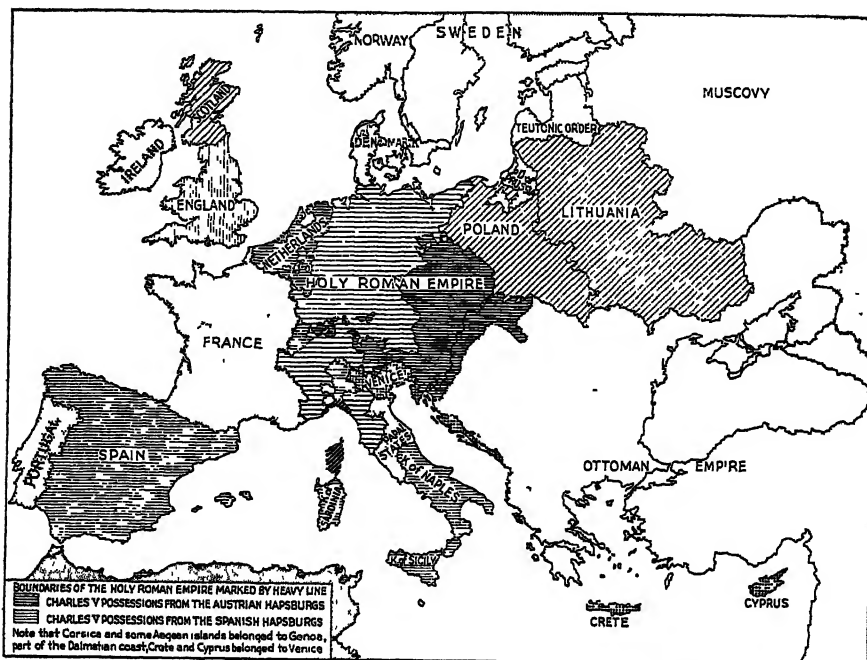 NORWAY
SWEDEN
MUSCOVY
SCOTLAND
TEUTONIC ORDER
DENMARK
IRELAND
ENGLAND
LITHUANIA
NETHERLANDS
POLAND
HOLY ROMAN EMPIRE
FRANCE
VENICE
PORTUGAL
SPAIN
PAPAL STATES
K. OF NAPLES
OTTOMAN EMPIRE
SARDINIA
K. SICILY
CRETE
CYPRUS
BOUNDARIES OF THE HOLY ROMAN EMPIRE MARKED BY HEAVY LINE
CHARLES V POSSESSIONS FROM THE AUSTRIAN HAPSBURGS
CHARLES V POSSESSIONS FROM THE SPANISH HAPSBURGS
Note that Corsica and some Aegean islands belonged to Genoa,
part of the Dalmatian coast, Crete and Cyprus belonged to Venice